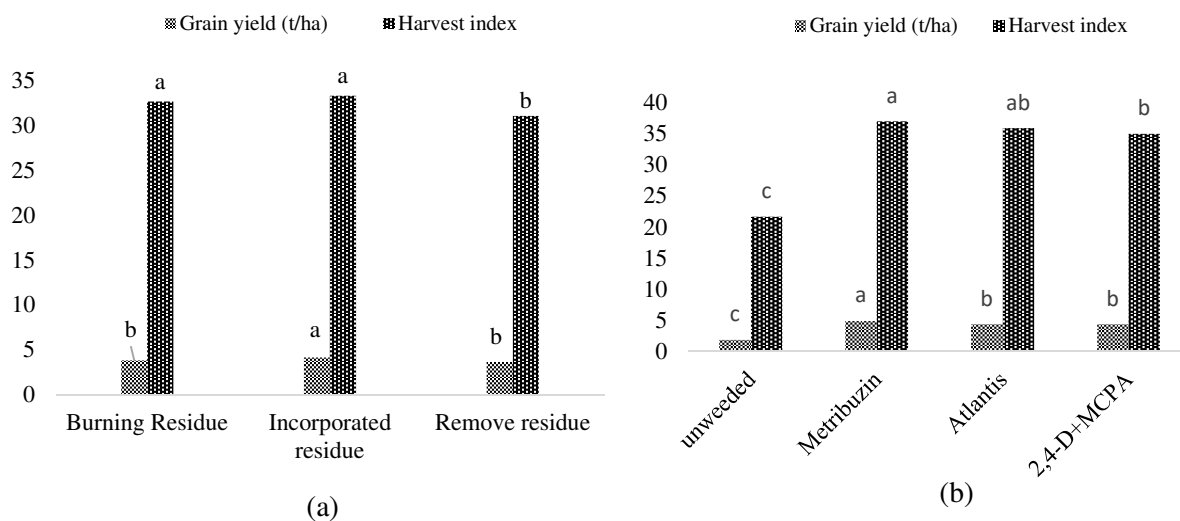 Grain yield (t/ha) Harvest index
35
30
25
20
15
10
5
0
b a a a b b
Burning Residue Incorporated residue Remove residue
(a)
Grain yield (t/ha) Harvest index
40
35
30
25
20
15
10
5
0
c c a a b ab b b
unweeded Metribuzin Atlantis 2,4-D+MCPA
(b)